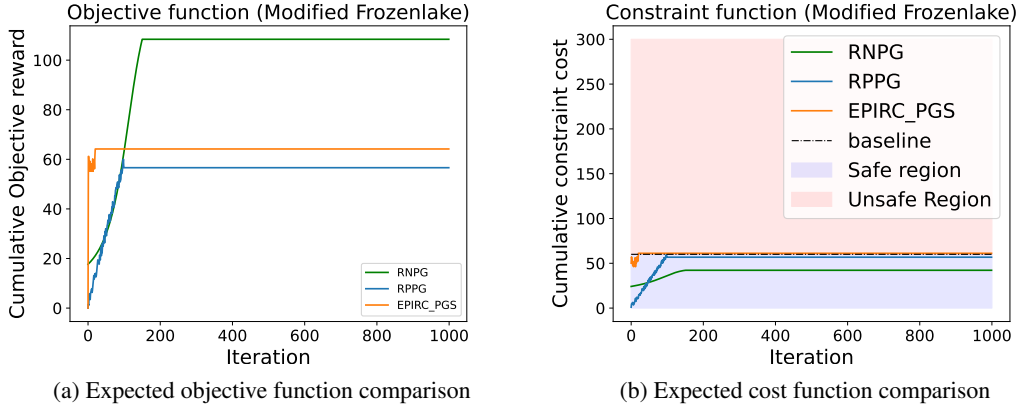 Objective function (Modified Frozenlake)
Cumulative Objective reward
100
80
60
40
20
0
0 200 400 600 800 1000
Iteration
RNPG
RPPG
EPIRC_PGS
(a) Expected objective function comparison
Constraint function (Modified Frozenlake)
Cumulative constraint cost
300
250
200
150
100
50
0
0 200 400 600 800 1000
Iteration
RNPG
RPPG
EPIRC_PGS
baseline
Safe region
Unsafe Region
(b) Expected cost function comparison